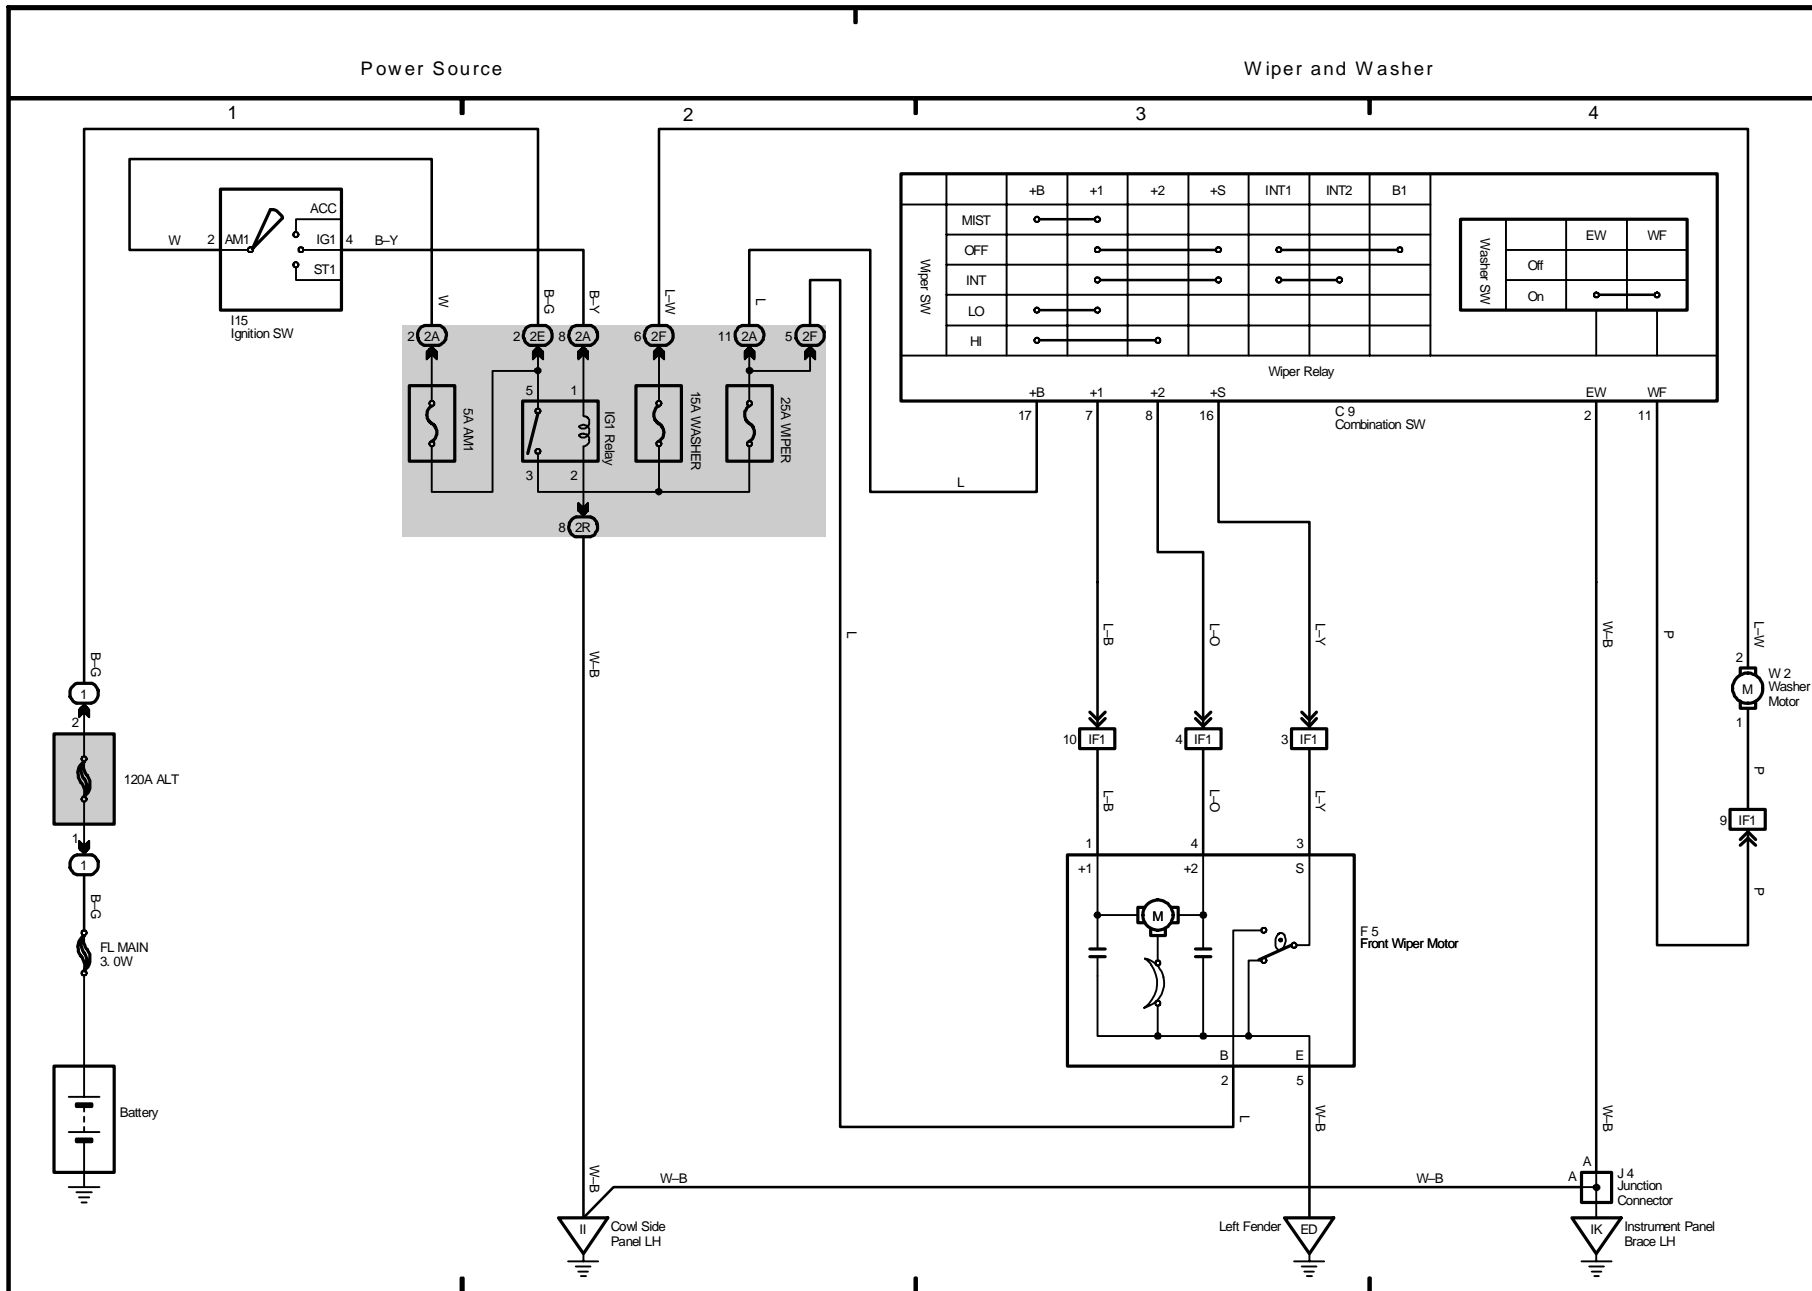 Power Source
Wiper and Washer
1
2
3
4
ACC
W
2
AM1
IG1
4
B–Y
ST1
I15
Ignition SW
W
B–G
B–Y
L–W
L
2
2A
2
2E
8
2A
6
2F
11
2A
5
2F
5
1
5A AM1
IG1 Relay
15A WASHER
25A WIPER
3
2
8
2R
+B
+1
+2
+S
INT1
INT2
B1
MIST
OFF
INT
LO
HI
Wiper SW
Washer SW
EW
WF
Off
On
Wiper Relay
+B
+1
+2
+S
EW
WF
17
7
8
16
2
11
C 9
Combination SW
L
L
W–B
L–B
L–O
L–Y
W–B
P
L–W
B–G
1
2
120A ALT
1
1
B–G
FL MAIN
3. 0W
Battery
2
M
W 2
Washer
Motor
1
P
10
IF1
4
IF1
3
IF1
9
IF1
L–B
L–O
L–Y
P
1
4
3
+1
+2
S
M
F 5
Front Wiper Motor
B
E
2
5
L
W–B
W–B
W–B
W–B
W–B
A
A
J 4
Junction
Connector
II
Cowl Side
Panel LH
Left Fender
ED
IK
Instrument Panel
Brace LH